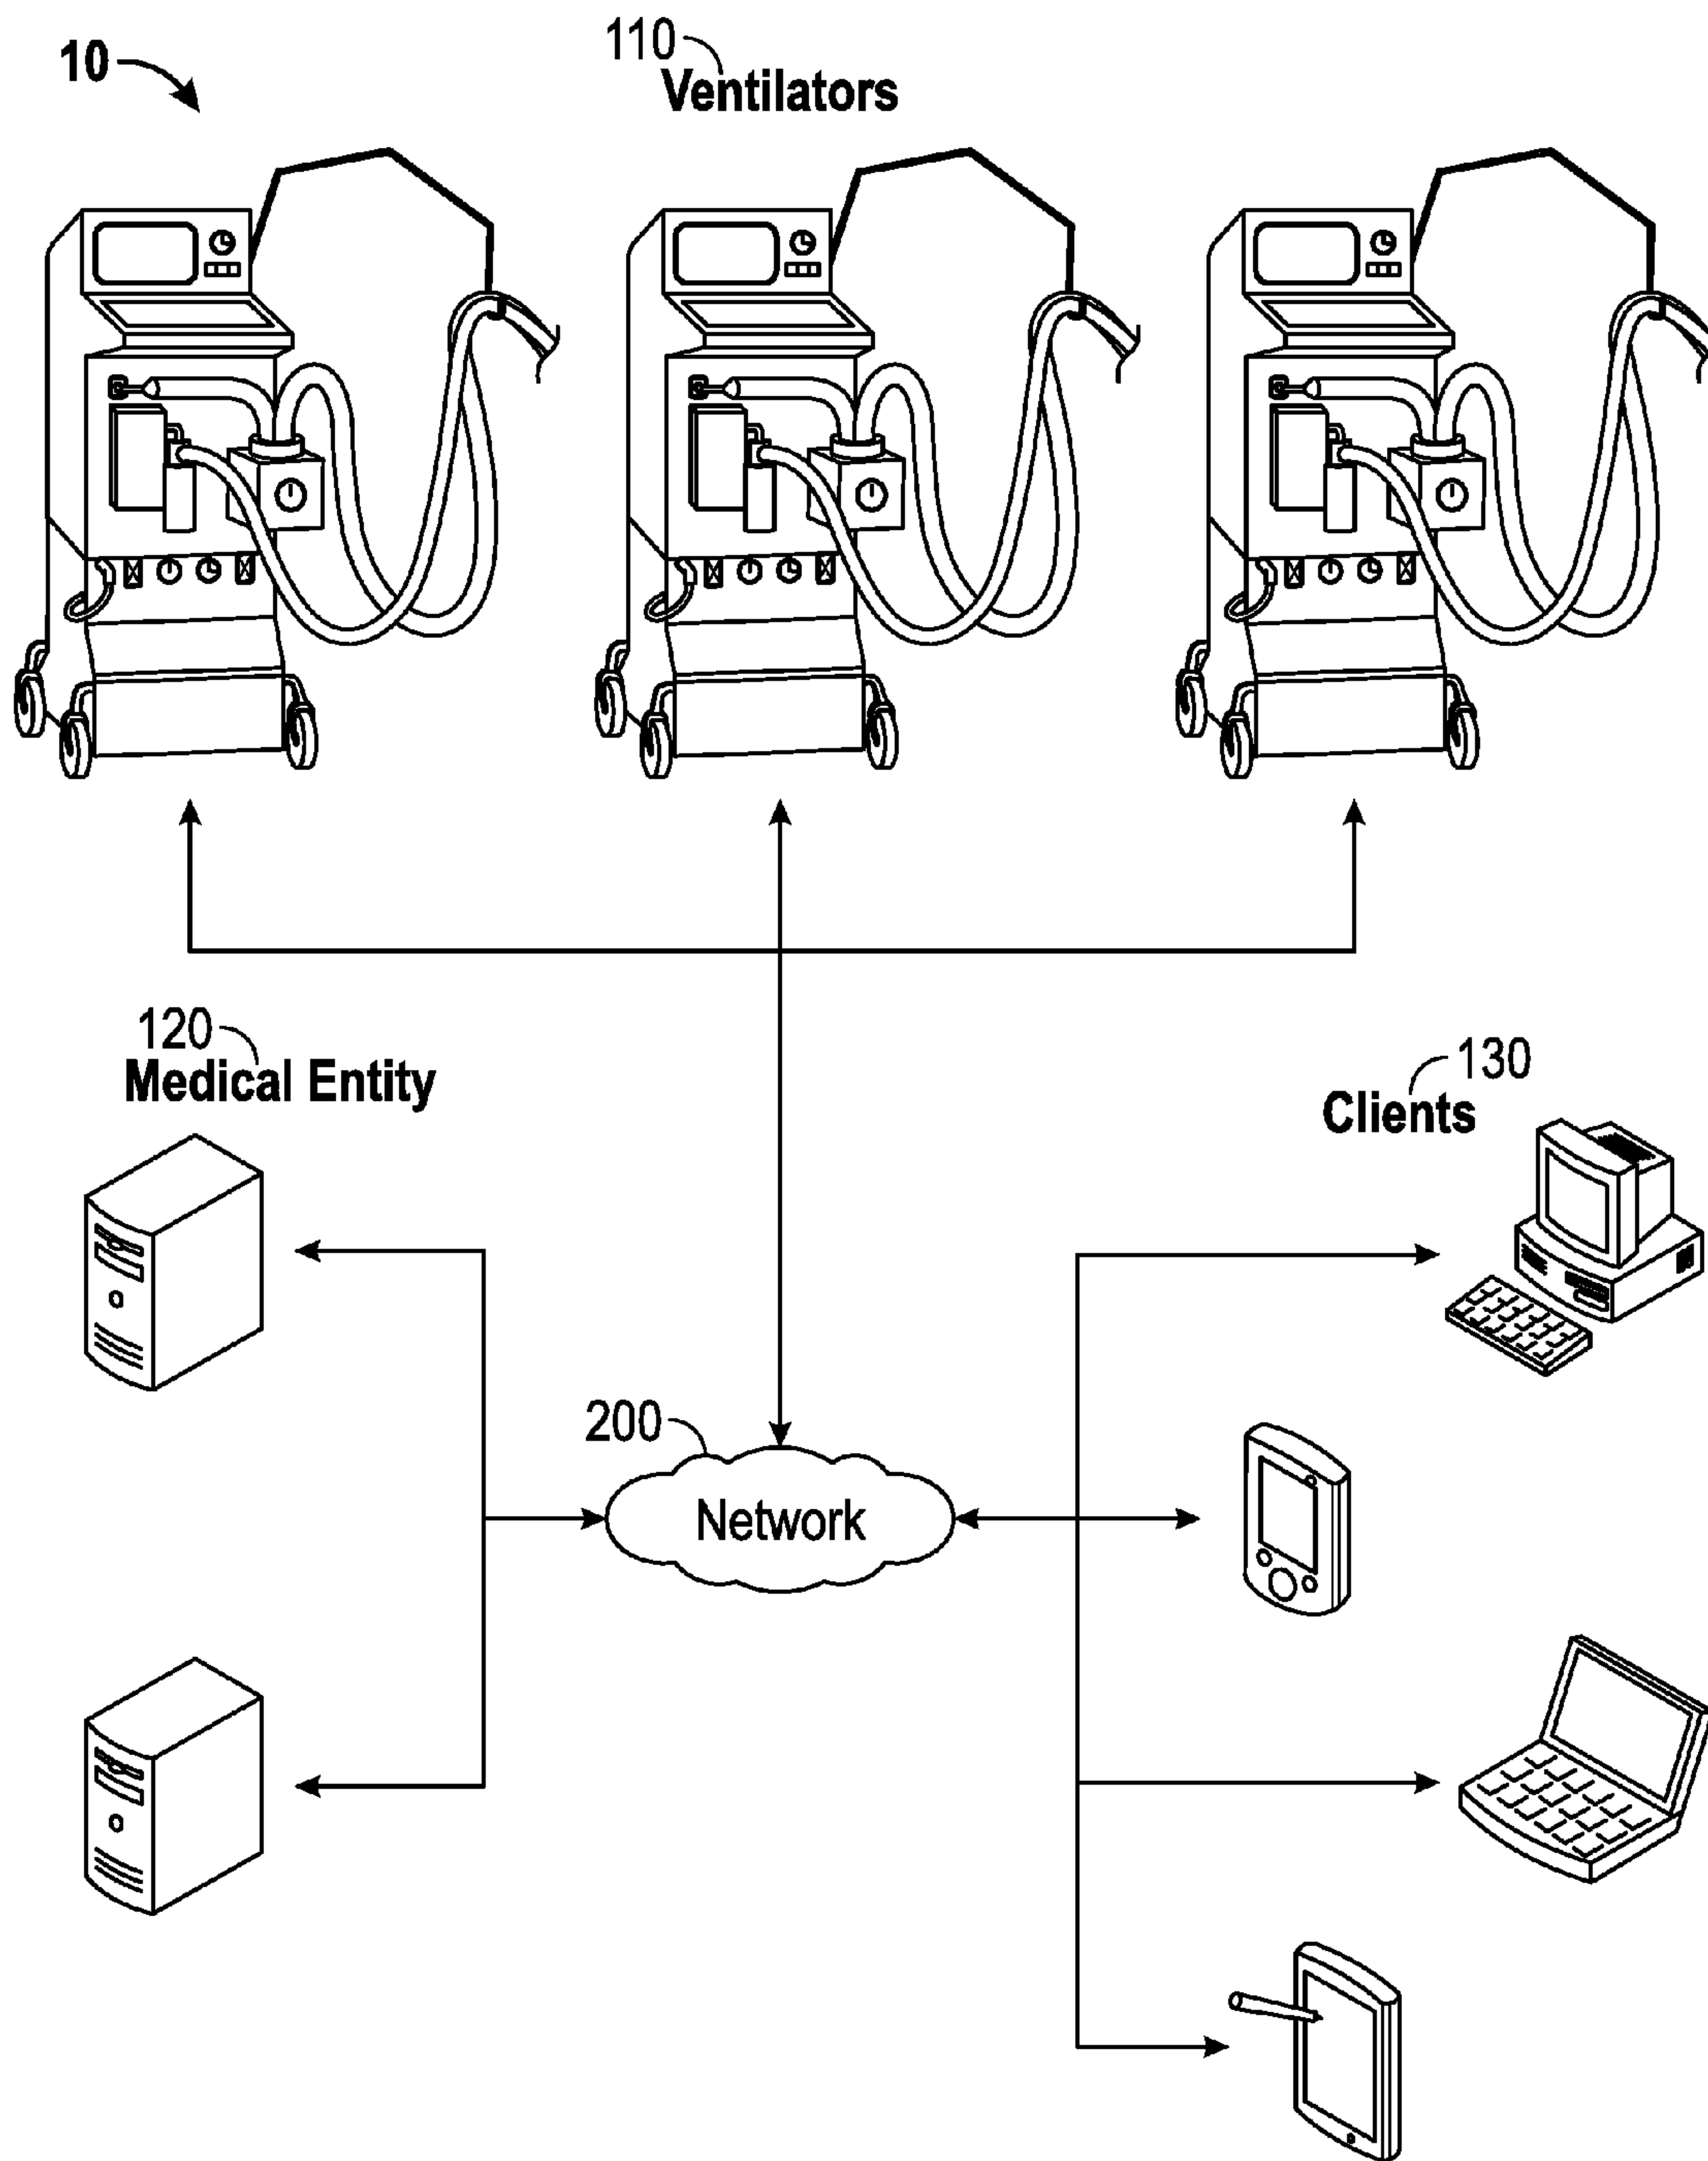 10
110
Ventilators
120
Medical Entity
130
Clients
200
Network